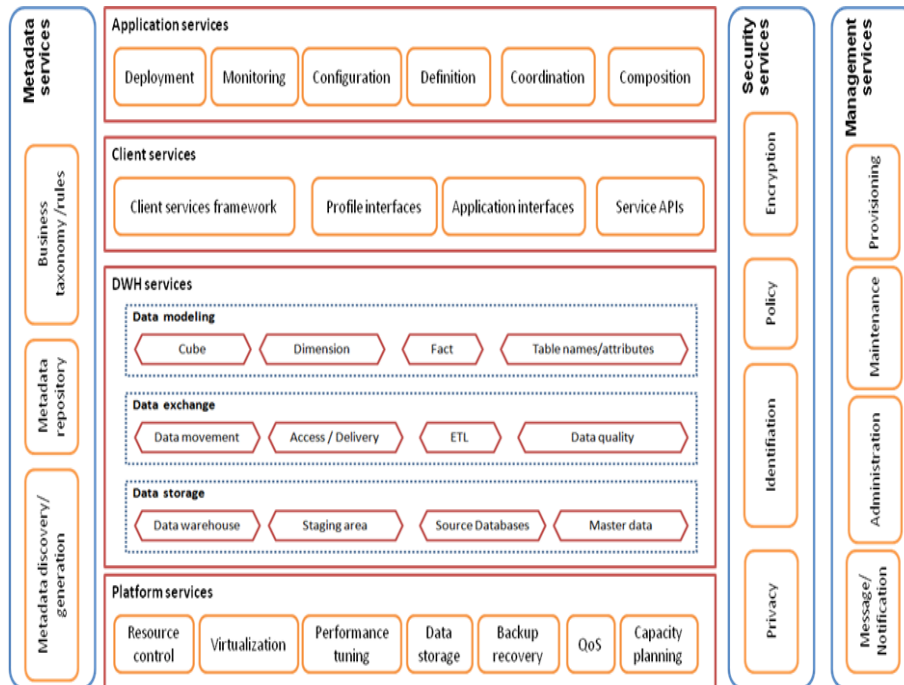 Metadata
services
Business
taxonomy /rules
Metadata
repository
Metadata discovery/
generation
Application services
Deployment
Monitoring
Configuration
Definition
Coordination
Composition
Client services
Client services framework
Profile interfaces
Application interfaces
Service APIs
DWH services
Data modeling
Cube
Dimension
Fact
Table names/attributes
Data exchange
Data movement
Access / Delivery
ETL
Data quality
Data storage
Data warehouse
Staging area
Source Databases
Master data
Platform services
Resource
control
Virtualization
Performance
tuning
Data
storage
Backup
recovery
QoS
Capacity
planning
Security
services
Encryption
Policy
Identifiation
Privacy
Management
services
Provisioning
Maintenance
Administration
Message/
Notification